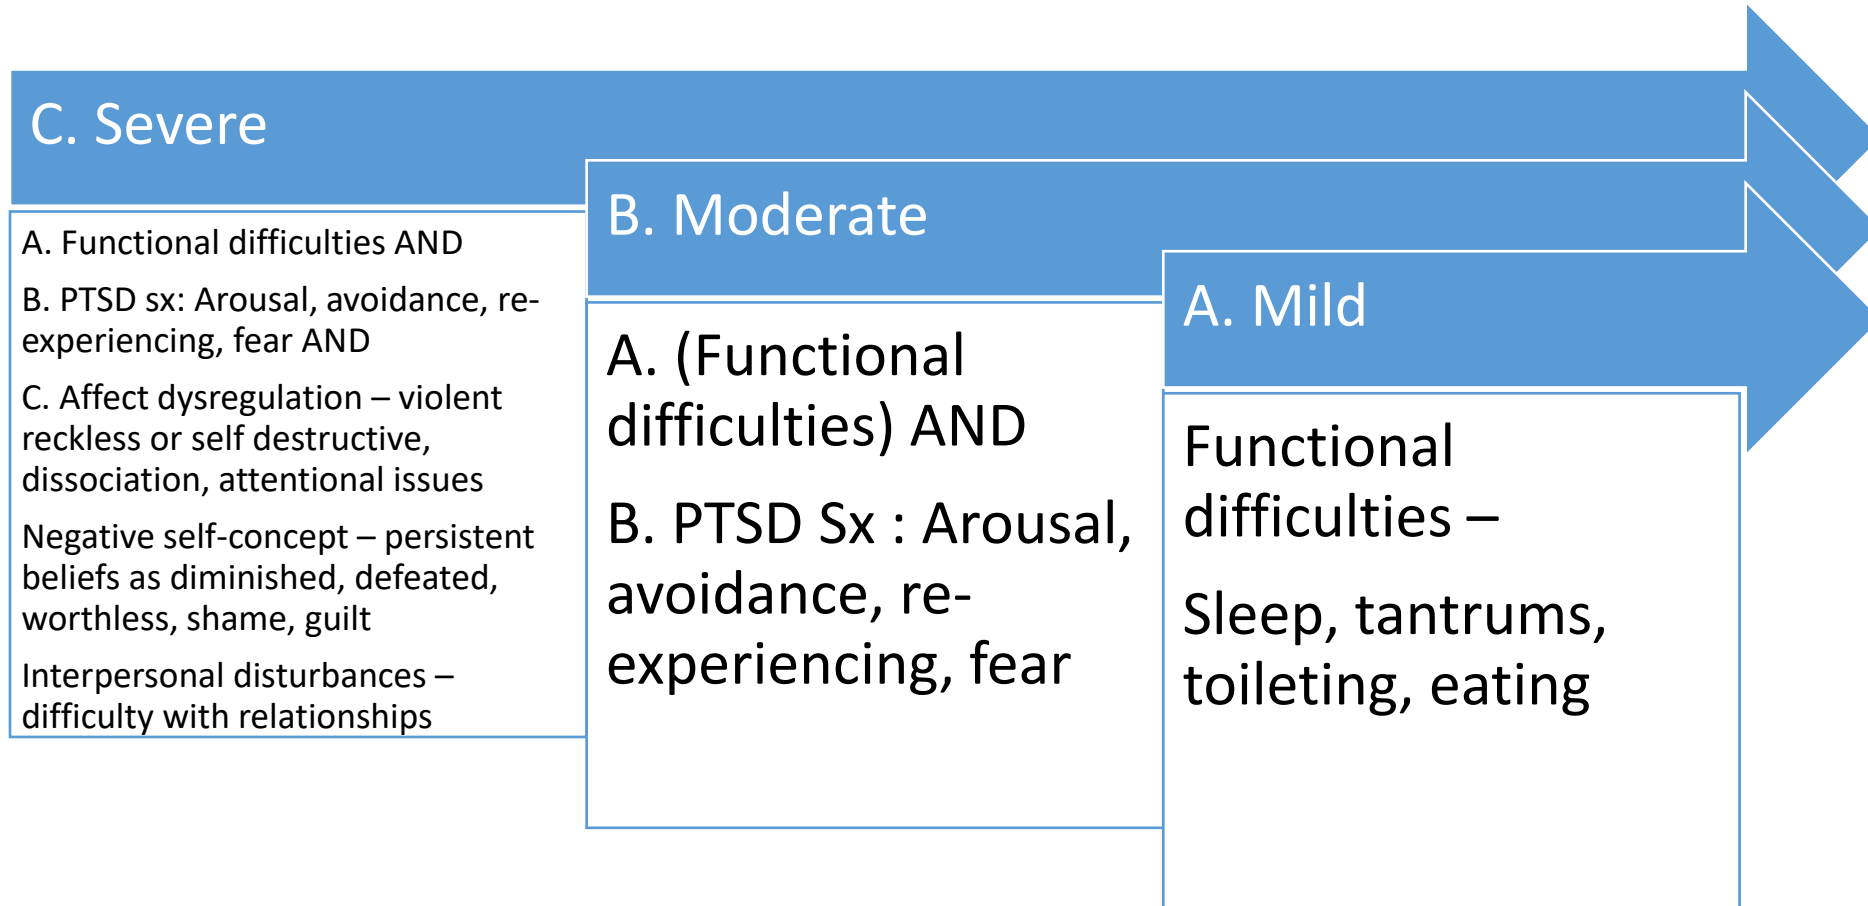 C. Severe
A. Functional difficulties AND
B. PTSD sx: Arousal, avoidance, re-
experiencing, fear AND
C. Affect dysregulation – violent
reckless or self destructive,
dissociation, attentional issues
Negative self-concept – persistent
beliefs as diminished, defeated,
worthless, shame, guilt
Interpersonal disturbances –
difficulty with relationships
B. Moderate
A. (Functional
difficulties) AND
B. PTSD Sx : Arousal,
avoidance, re-
experiencing, fear
A. Mild
Functional
difficulties –
Sleep, tantrums,
toileting, eating